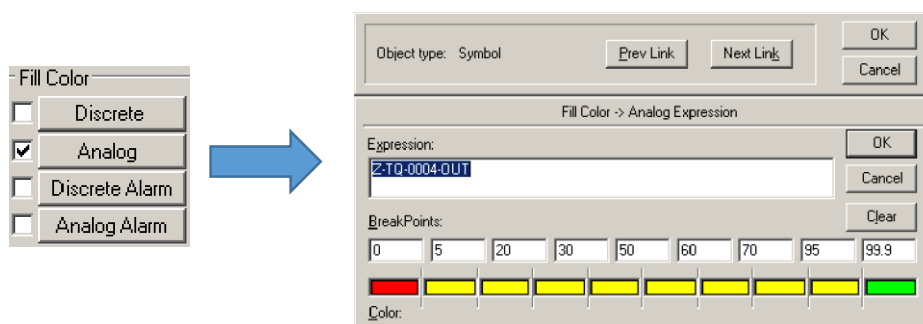 Fill Color
Discrete
Analog
Discrete Alarm
Analog Alarm
Object type: Symbol
Prev Link
Next Link
OK
Cancel
Fill Color -> Analog Expression
Expression:
Z-TQ-0004-OUT
OK
Cancel
Clear
BreakPoints:
0 5 20 30 50 60 70 95 99.9
Color: